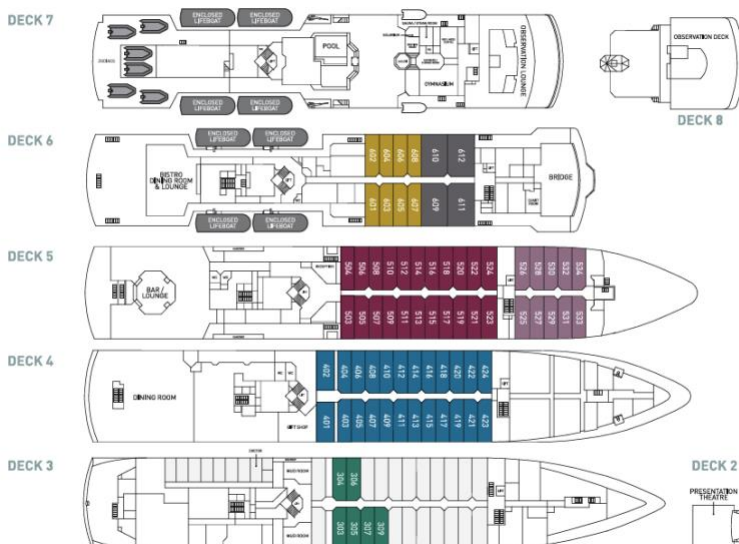 DECK 7
ENCLOSED
LIFEBOAT
ENCLOSED
LIFEBOAT
POOL
GYMNASIUM
OBSERVATION LOUNGE
ENCLOSED
LIFEBOAT
ENCLOSED
LIFEBOAT
OBSERVATION DECK
DECK 8
DECK 6
ENCLOSED
LIFEBOAT
ENCLOSED
LIFEBOAT
BISTRO
DINING ROOM
& LOUNGE
602 604 606 608 610 612
601 603 605 607 609 611
BRIDGE
ENCLOSED
LIFEBOAT
ENCLOSED
LIFEBOAT
DECK 5
BAR /
LOUNGE
RECEPTION
504 506 508 510 512 514 516 518 520 522 524
526 528 530 532 534
503 505 507 509 511 513 515 517 519 521 523
525 527 529 531 533
DECK 4
DINING ROOM
GIFT SHOP
402 404 406 408 410 412 414 416 418 420 422 424
401 403 405 407 409 411 413 415 417 419 421 423
DECK 3
MUD ROOM
304 306
303 305 307 309
MUD ROOM
DECK 2
PRESENTATION
THEATRE